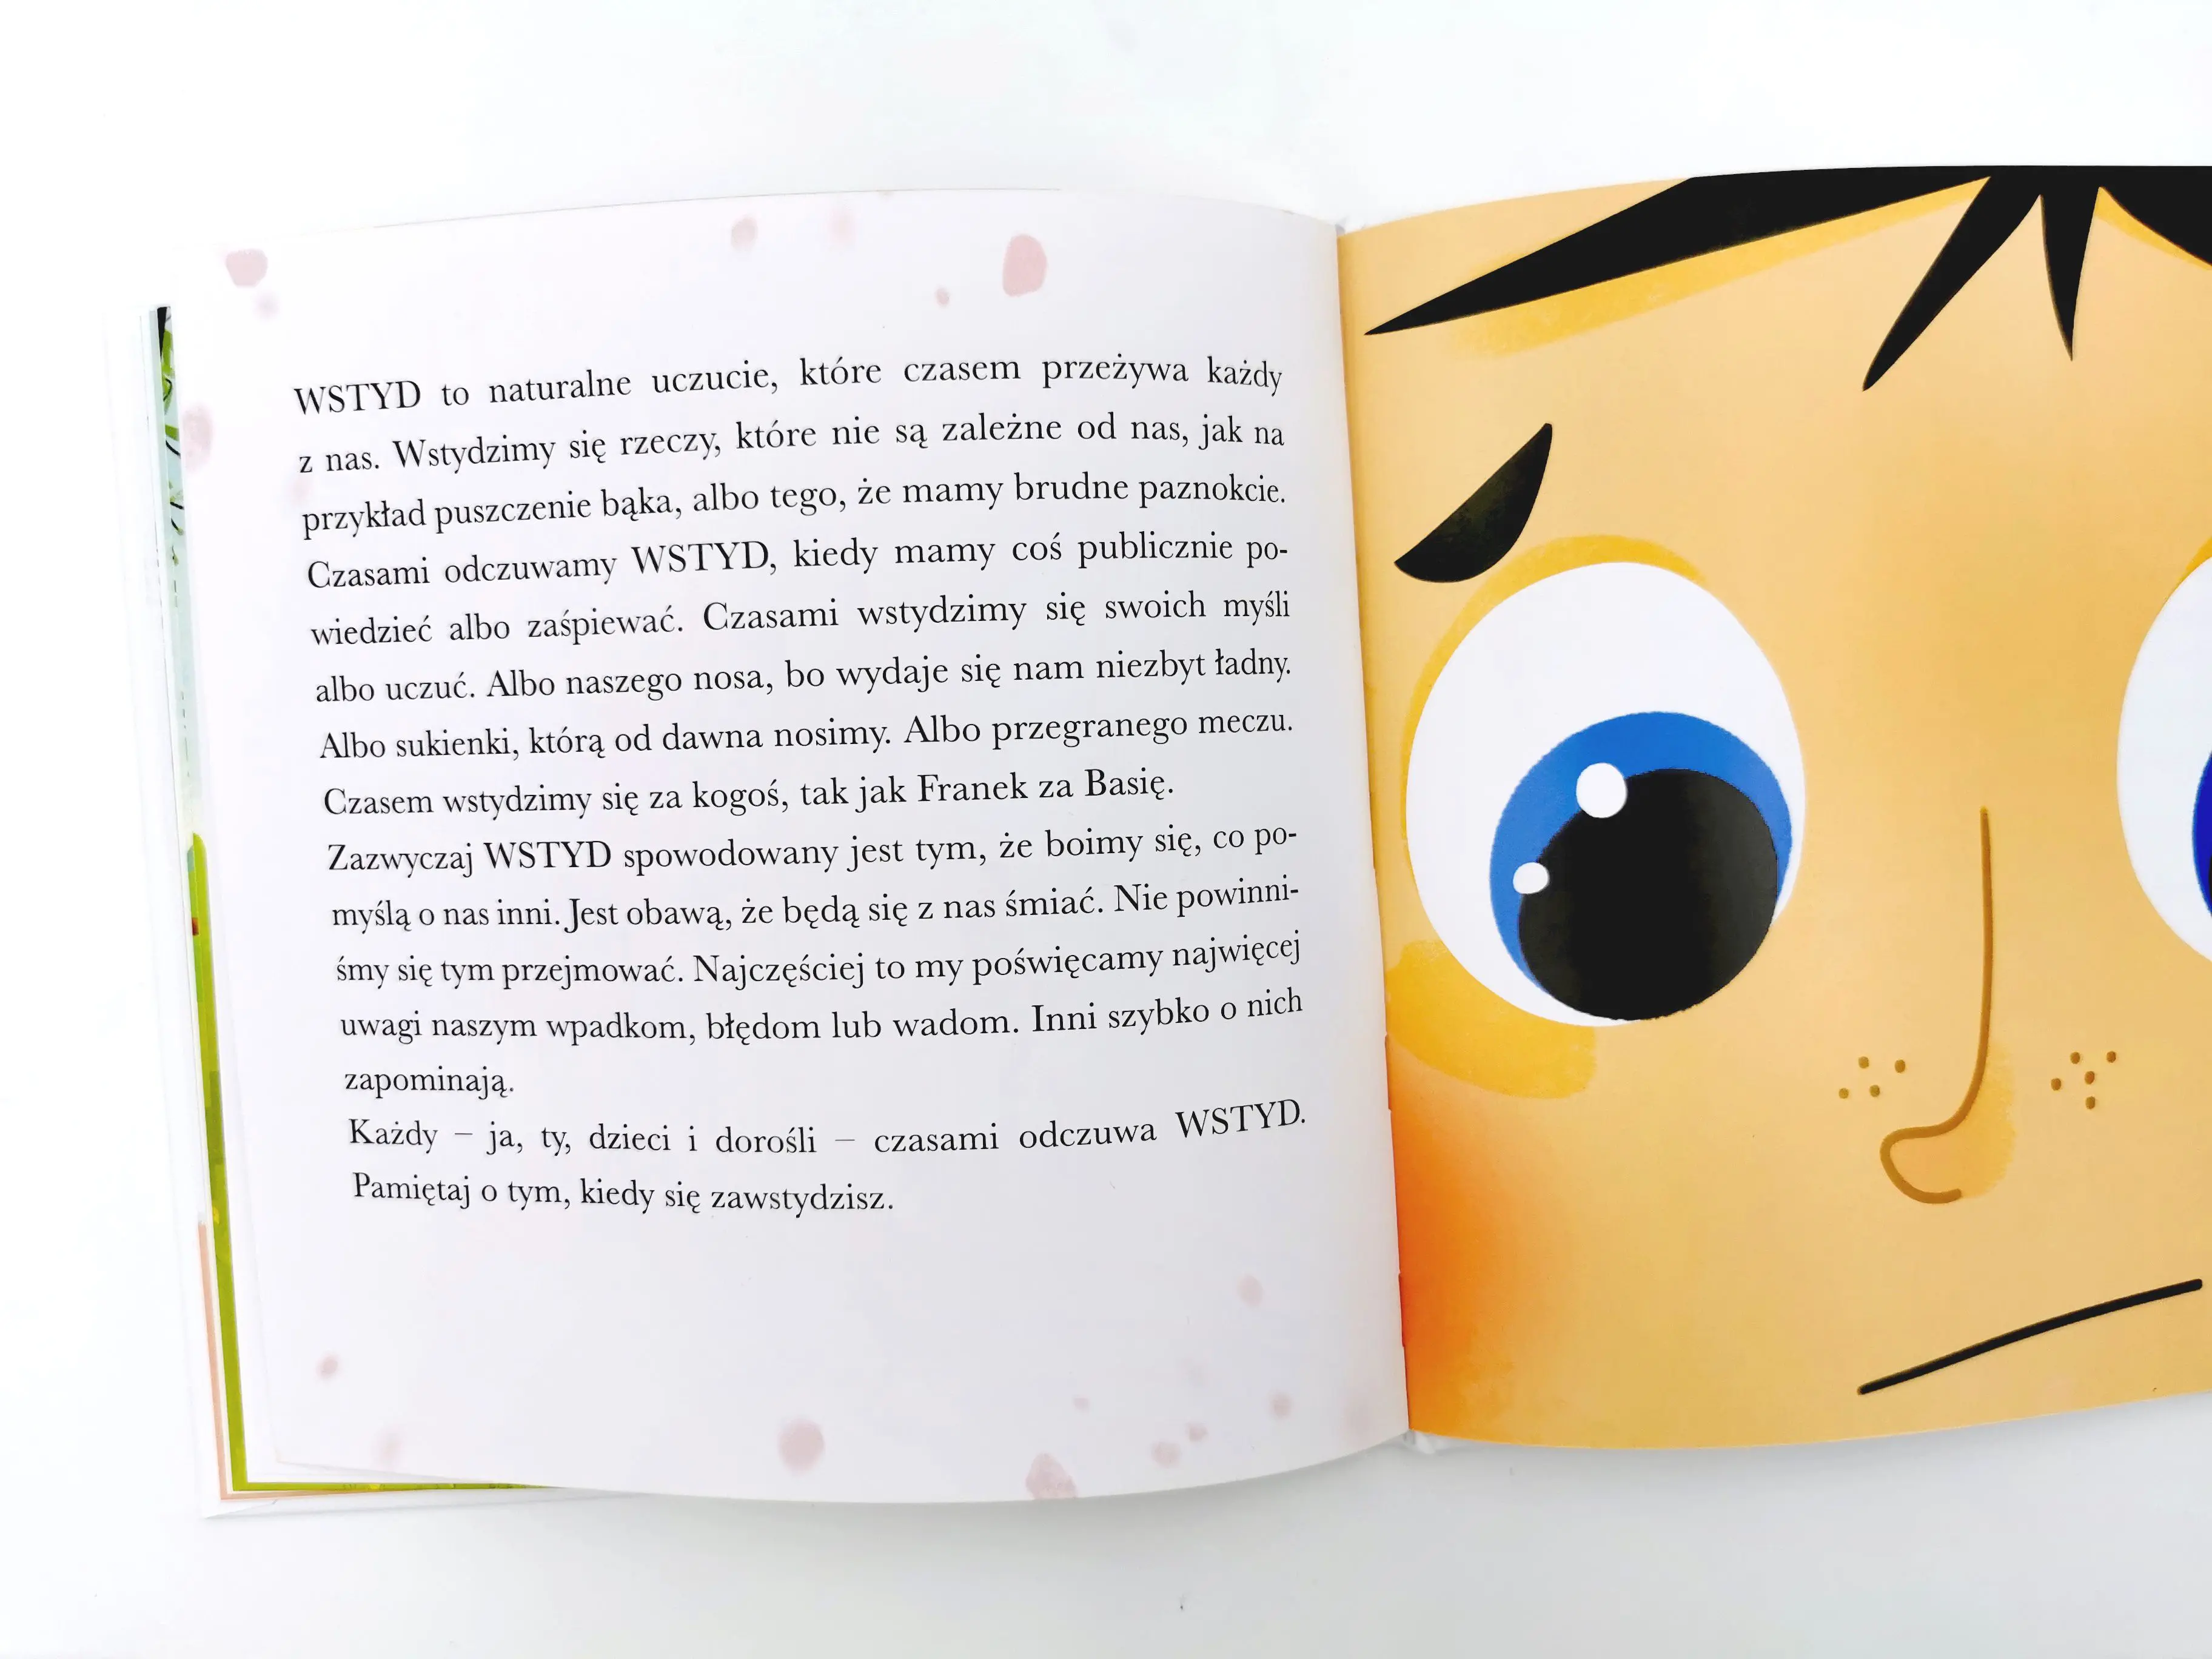 WSTYD to naturalne uczucie, które czasem przeżywa każdy
z nas. Wstydzimy się rzeczy, które nie są zależne od nas, jak na
przykład puszczenie bąka, albo tego, że mamy brudne paznokcie.
Czasami odczuwamy WSTYD, kiedy mamy coś publicznie po-
wiedzieć albo zaśpiewać. Czasami wstydzimy się swoich myśli
albo uczuć. Albo naszego nosa, bo wydaje się nam niezbyt ładny.
Albo sukienki, którą od dawna nosimy. Albo przegranego meczu.
Czasem wstydzimy się za kogoś, tak jak Franek za Basię.
Zazwyczaj WSTYD spowodowany jest tym, że boimy się, co po-
myślą o nas inni. Jest obawą, że będą się z nas śmiać. Nie powinni-
śmy się tym przejmować. Najczęściej to my poświęcamy najwięcej
uwagi naszym wpadkom, błędom lub wadom. Inni szybko o nich
zapominają.
Każdy – ja, ty, dzieci i dorośli – czasami odczuwa WSTYD.
Pamiętaj o tym, kiedy się zawstydzisz.